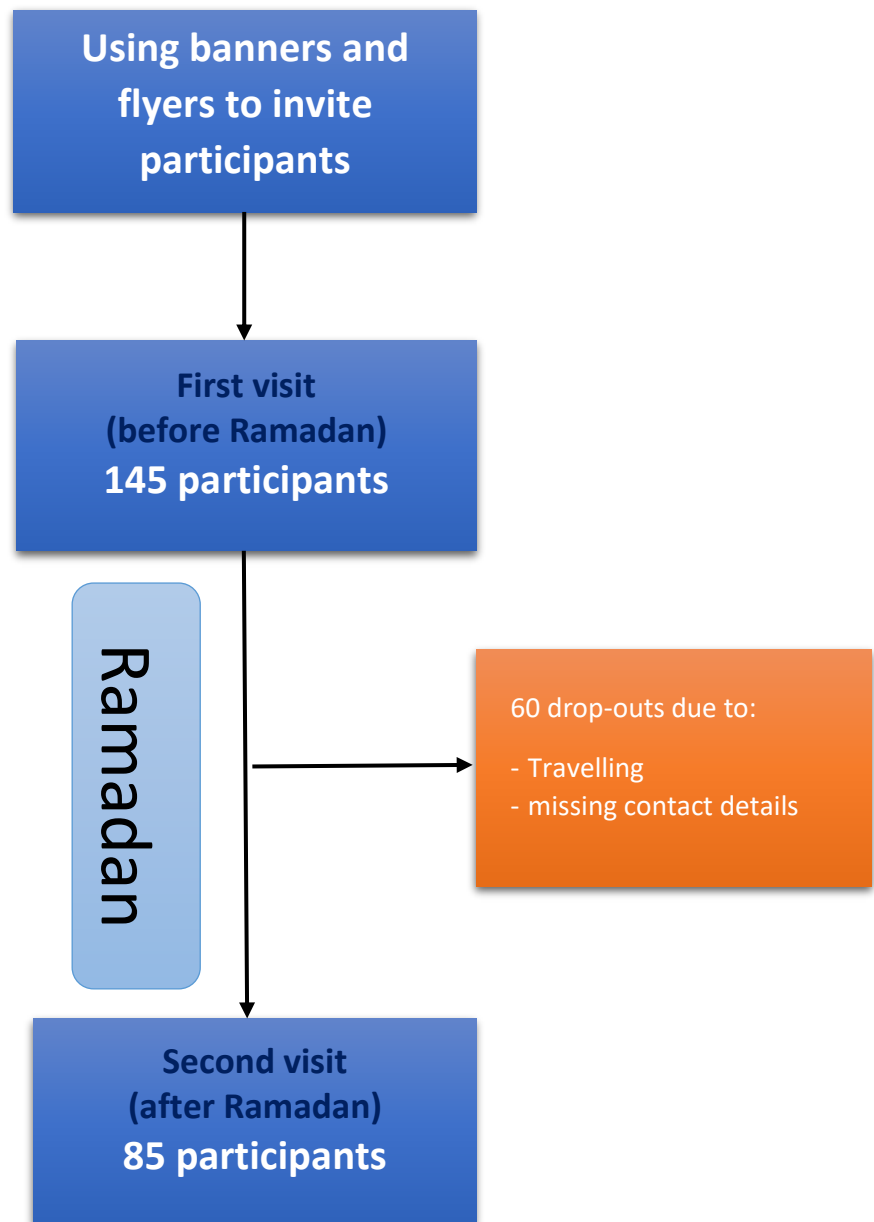 Using banners and
flyers to invite
participants
First visit
(before Ramadan)
145 participants
Ramadan
60 drop-outs due to:
- Travelling
- missing contact details
Second visit
(after Ramadan)
85 participants